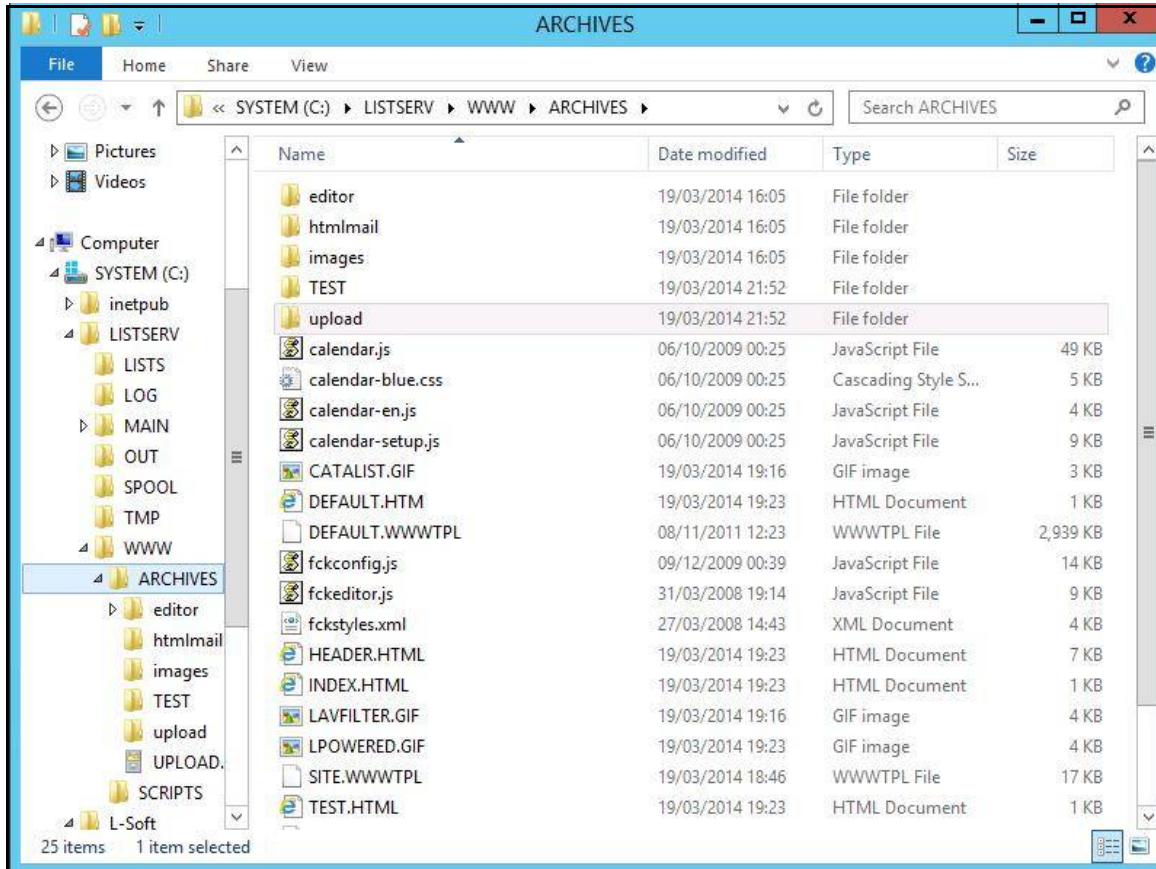 ARCHIVES
File Home Share View
« SYSTEM (C:) LISTSERV WWW ARCHIVES Search ARCHIVES
Pictures
Videos
Computer
SYSTEM (C:)
inetpub
LISTSERV
LISTS
LOG
MAIN
OUT
SPOOL
TMP
WWW
ARCHIVES
editor
htmlmail
images
TEST
upload
UPLOAD.
SCRIPTS
L-Soft
Name Date modified Type Size
editor 19/03/2014 16:05 File folder
htmlmail 19/03/2014 16:05 File folder
images 19/03/2014 16:05 File folder
TEST 19/03/2014 21:52 File folder
upload 19/03/2014 21:52 File folder
calendar.js 06/10/2009 00:25 JavaScript File 49 KB
calendar-blue.css 06/10/2009 00:25 Cascading Style S... 5 KB
calendar-en.js 06/10/2009 00:25 JavaScript File 4 KB
calendar-setup.js 06/10/2009 00:25 JavaScript File 9 KB
CATALIST.GIF 19/03/2014 19:16 GIF image 3 KB
DEFAULT.HTM 19/03/2014 19:23 HTML Document 1 KB
DEFAULT.WWWTPL 08/11/2011 12:23 WWWTPL File 2,939 KB
fckconfig.js 09/12/2009 00:39 JavaScript File 14 KB
fckeditor.js 31/03/2008 19:14 JavaScript File 9 KB
fckstyles.xml 27/03/2008 14:43 XML Document 4 KB
HEADER.HTML 19/03/2014 19:23 HTML Document 7 KB
INDEX.HTML 19/03/2014 19:23 HTML Document 1 KB
LAVFILTER.GIF 19/03/2014 19:16 GIF image 4 KB
LPOWERED.GIF 19/03/2014 19:23 GIF image 4 KB
SITE.WWWTPL 19/03/2014 18:46 WWWTPL File 17 KB
TEST.HTML 19/03/2014 19:23 HTML Document 1 KB
25 items 1 item selected